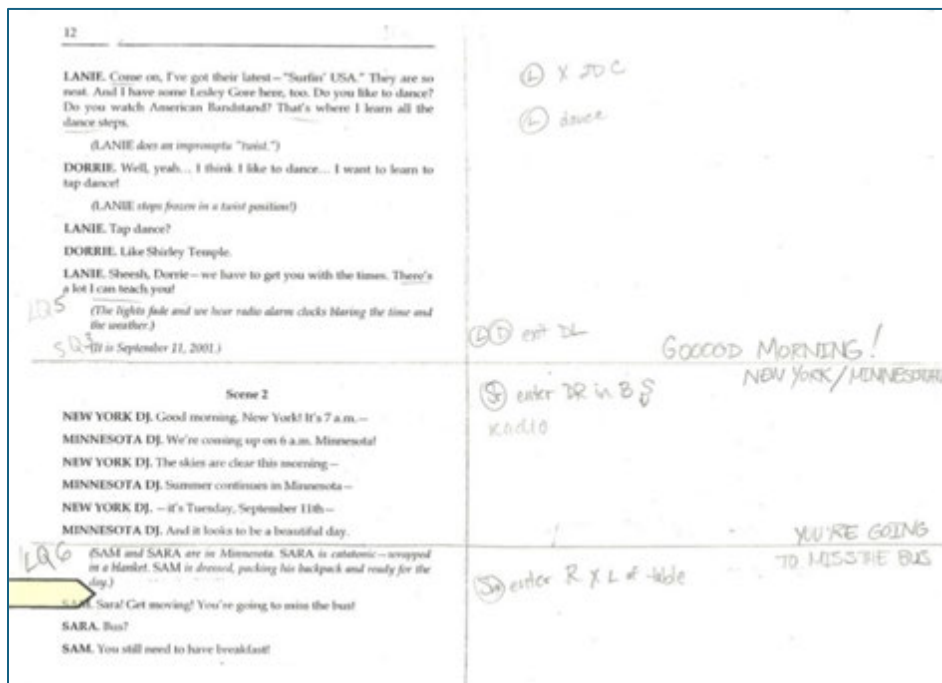 12
LANIE. Come on, I've got their latest—"Surfin' USA." They are so
neat. And I have some Lesley Gore here, too. Do you like to dance?
Do you watch American Bandstand? That's where I learn all the
dance steps.
(LANIE does an impromptu "twist.")
DORRIE. Well, yeah... I think I like to dance... I want to learn to
tap dance!
(LANIE stops frozen in a twist position!)
LANIE. Tap dance?
DORRIE. Like Shirley Temple.
LANIE. Sheesh, Dorrie—we have to get you with the times. There's
a lot I can teach you!
(The lights fade and we hear radio alarm clocks blaring the time and
the weather.)
(It is September 11, 2001.)
Scene 2
NEW YORK DJ. Good morning, New York! It's 7 a.m.—
MINNESOTA DJ. We're coming up on 6 a.m. Minnesota!
NEW YORK DJ. The skies are clear this morning—
MINNESOTA DJ. Summer continues in Minnesota—
NEW YORK DJ. —it's Tuesday, September 11th—
MINNESOTA DJ. And it looks to be a beautiful day.
(SAM and SARA are in Minnesota. SARA is catatonic—wrapped
in a blanket. SAM is dressed, packing his backpack and ready for the
day.)
SAM. Sara! Get moving! You're going to miss the bus!
SARA. Bus?
SAM. You still need to have breakfast!
LQ5
SQ3
LQ6
L X
L dance
L D exit DL
GOOOOD MORNING!
NEW YORK/MINNESOTA
enter DR in B
Radio
YOU'RE GOING
TO MISS THE BUS
enter R X L of table